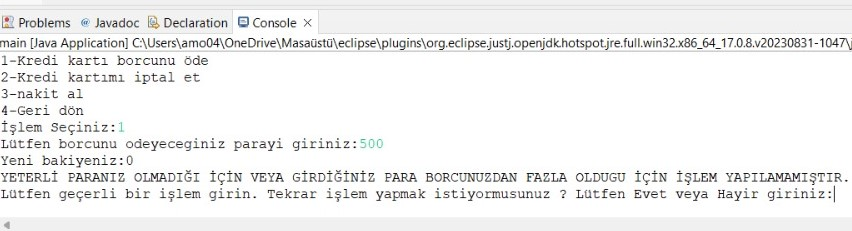 Problems @ Javadoc Declaration Console ×
main [Java Application] C:\Users\amo04\OneDrive\Masaüstü\eclipse\plugins\org.eclipse.justj.openjdk.hotspot.jre.full.win32.x86_64_17.0.8.v20230831-1047\j
1-Kredi kartı borcunu öde
2-Kredi kartımı iptal et
3-nakit al
4-Geri dön
İşlem Seçiniz:1
Lütfen borcunu odeyeceginiz parayi giriniz:500
Yeni bakiyeniz:0
YETERLİ PARANIZ OLMADIĞI İÇİN VEYA GİRDİĞİNİZ PARA BORCUNUZDAN FAZLA OLDUGU İÇİN İŞLEM YAPILAMAMIŞTIR.
Lütfen geçerli bir işlem girin. Tekrar işlem yapmak istiyormusunuz ? Lütfen Evet veya Hayir giriniz: